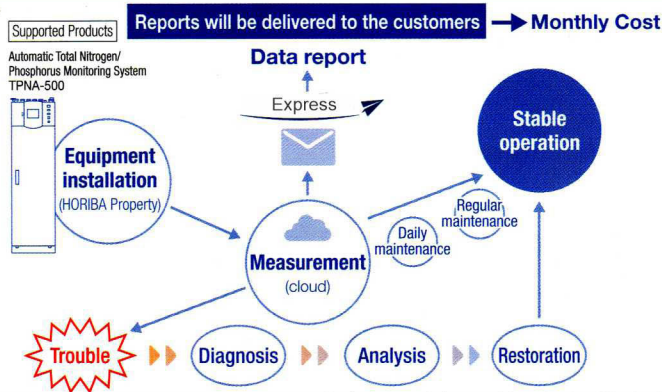 Supported Products
Reports will be delivered to the customers
Monthly Cost
Automatic Total Nitrogen/
Phosphorus Monitoring System
TPNA-500
Data report
Express
Stable
operation
Equipment
installation
(HORIBA Property)
Regular
maintenance
Daily
maintenance
Measurement
(cloud)
Trouble
Diagnosis
Analysis
Restoration